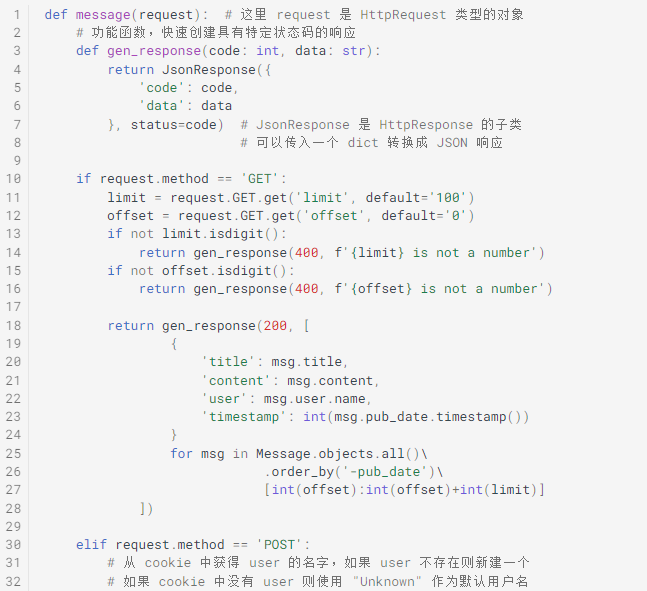 1 def message(request):  # 这里 request 是 HttpRequest 类型的对象
2     # 功能函数，快速创建具有特定状态码的响应
3     def gen_response(code: int, data: str):
4         return JsonResponse({
5             'code': code,
6             'data': data
7         }, status=code)  # JsonResponse 是 HttpResponse 的子类
8                          # 可以传入一个 dict 转换成 JSON 响应
9
10     if request.method == 'GET':
11         limit = request.GET.get('limit', default='100')
12         offset = request.GET.get('offset', default='0')
13         if not limit.isdigit():
14             return gen_response(400, f'{limit} is not a number')
15         if not offset.isdigit():
16             return gen_response(400, f'{offset} is not a number')
17
18         return gen_response(200, [
19                 {
20                     'title': msg.title,
21                     'content': msg.content,
22                     'user': msg.user.name,
23                     'timestamp': int(msg.pub_date.timestamp())
24                 }
25                 for msg in Message.objects.all()\
26                             .order_by('-pub_date')\
27                             [int(offset):int(offset)+int(limit)]
28             ])
29
30     elif request.method == 'POST':
31         # 从 cookie 中获得 user 的名字，如果 user 不存在则新建一个
32         # 如果 cookie 中没有 user 则使用 "Unknown" 作为默认用户名